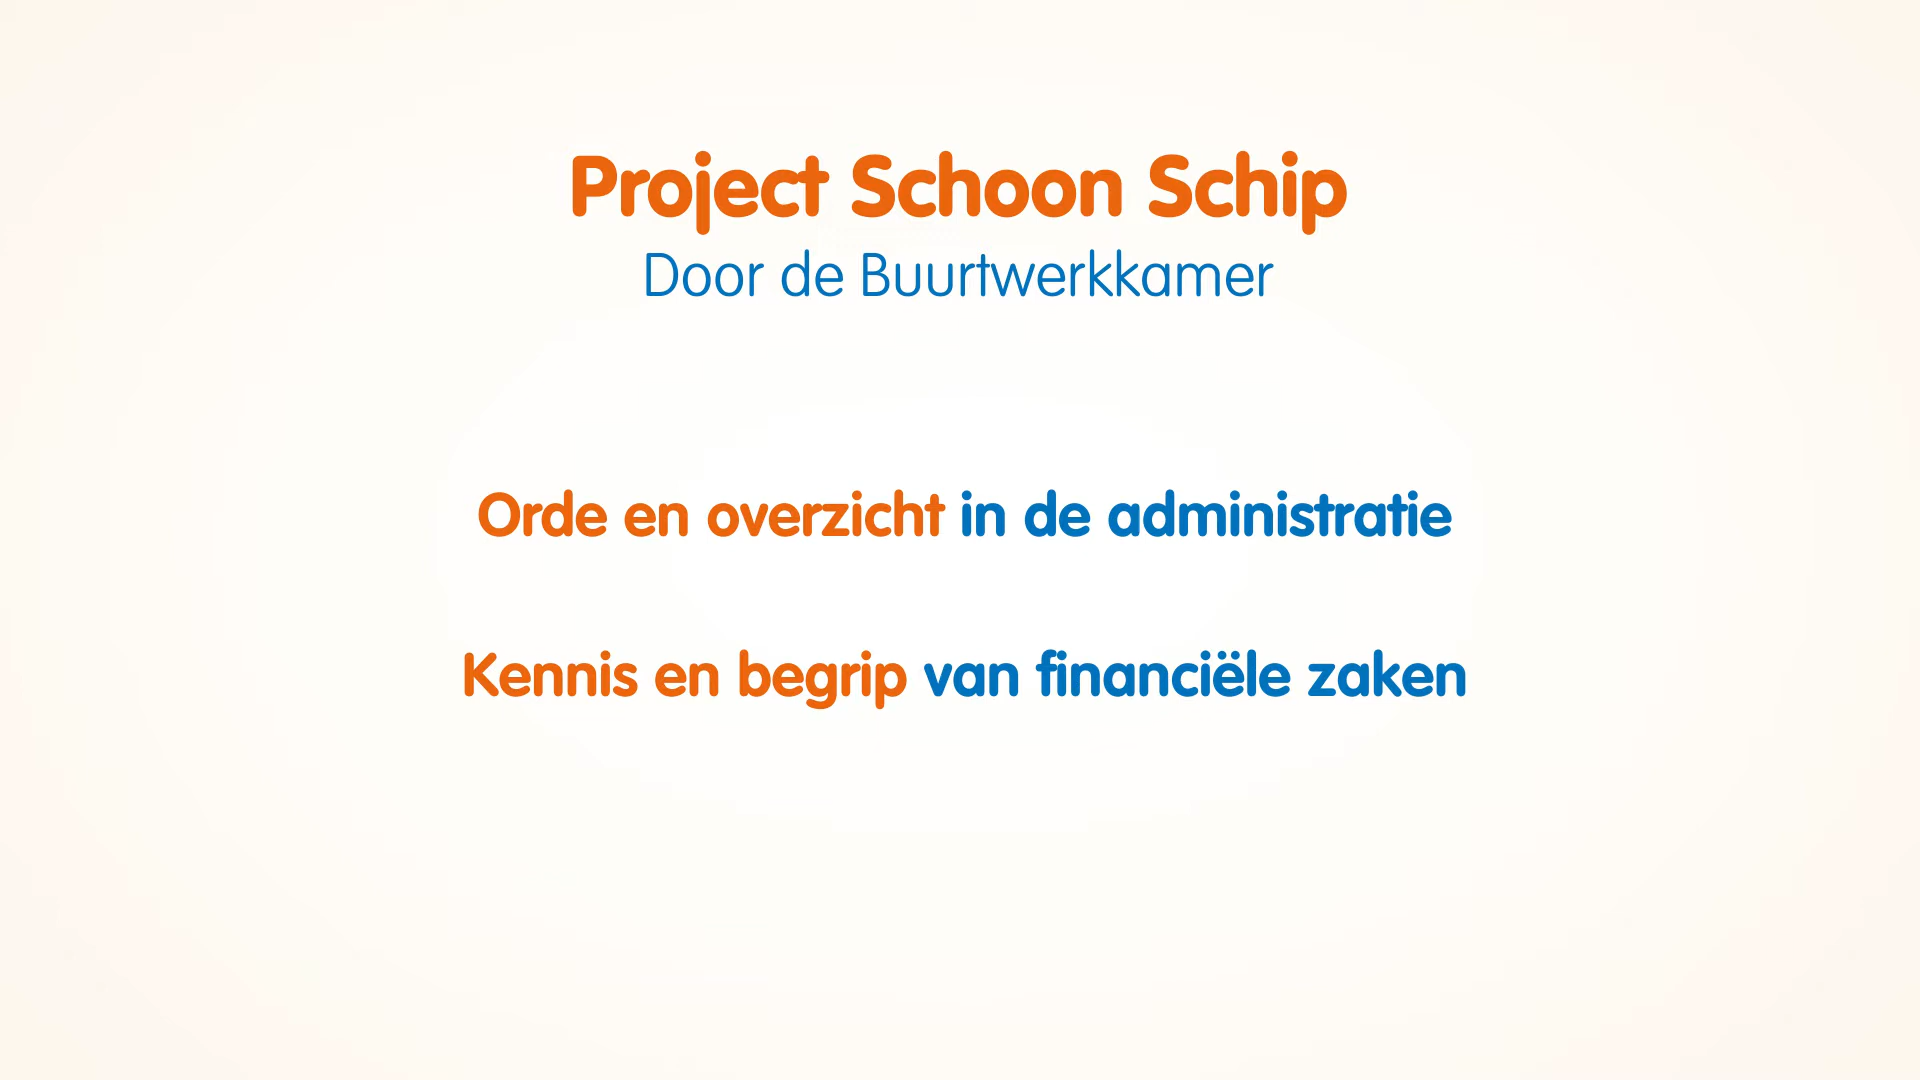 Project Schoon Schip
Door de Buurtwerkkamer
Orde en overzicht in de administratie
Kennis en begrip van financiële zaken